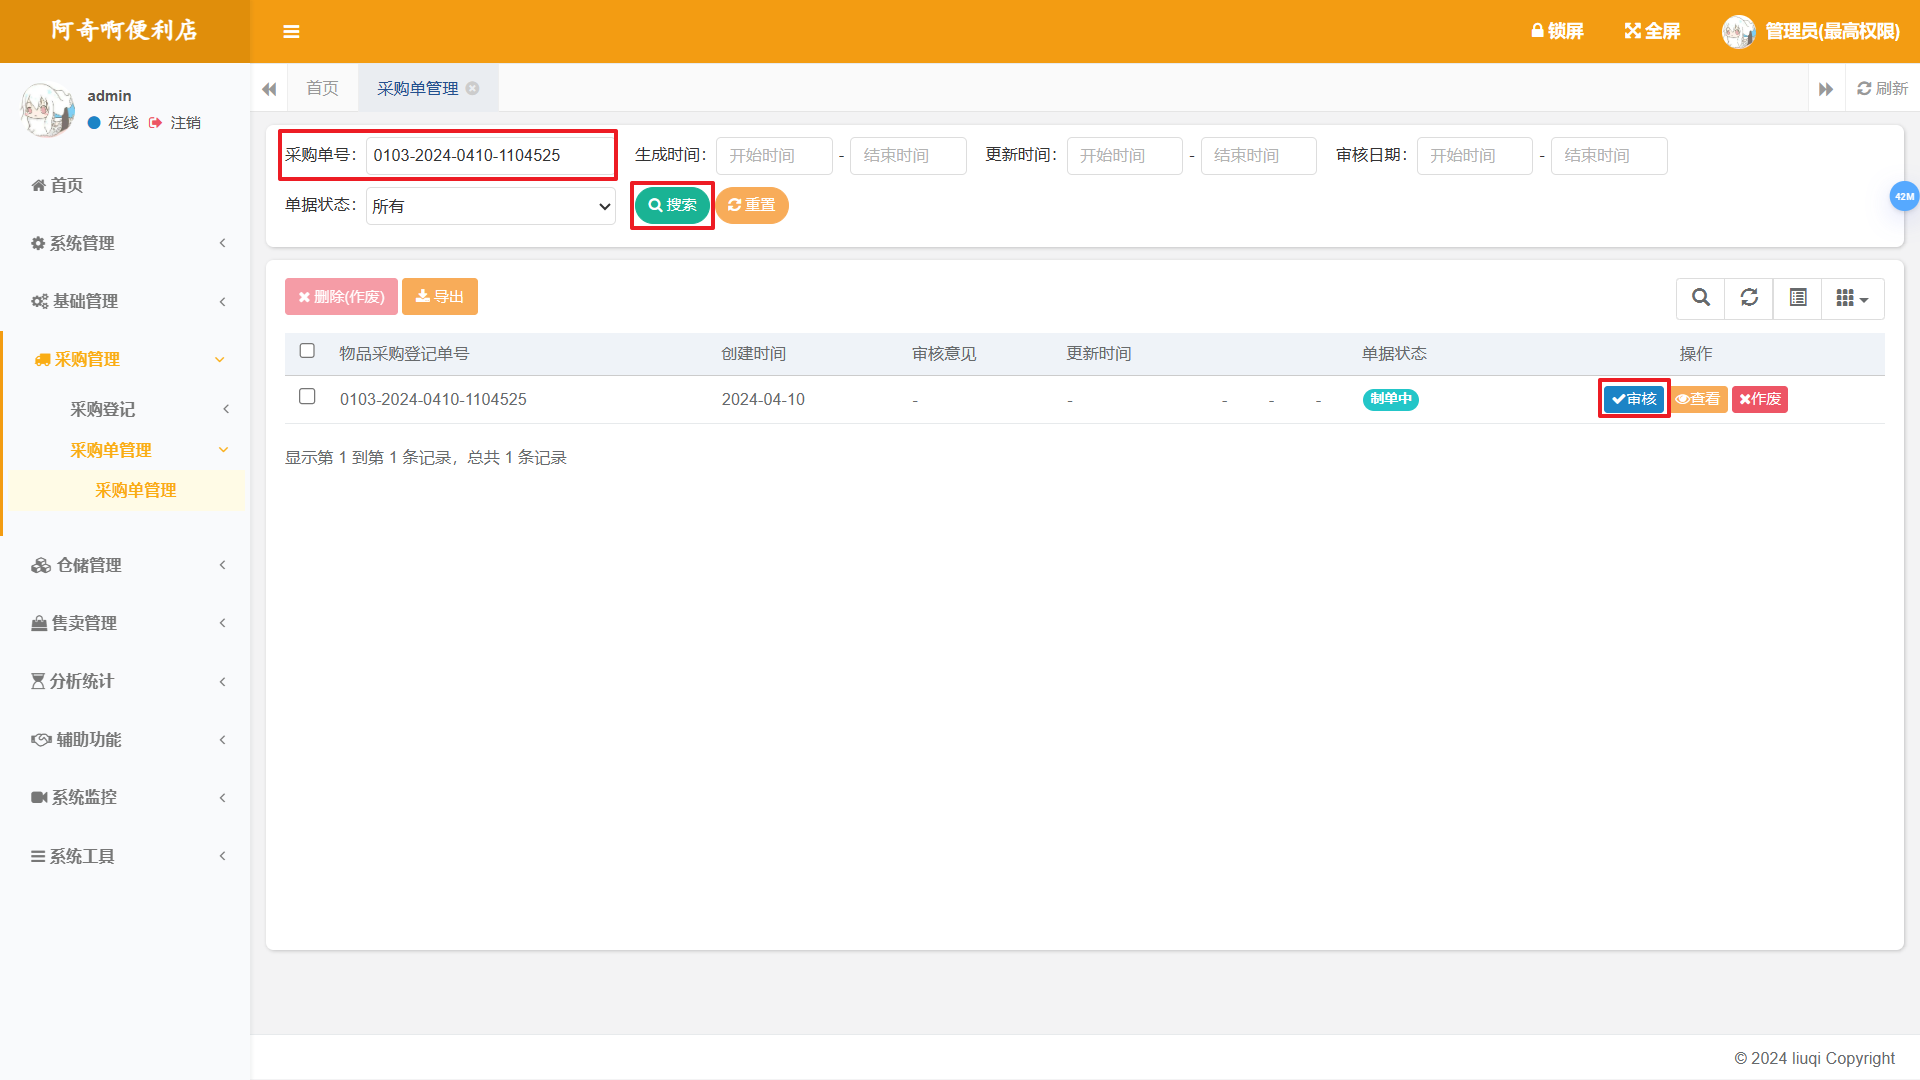 阿奇啊便利店
锁屏 全屏 管理员(最高权限)
admin
在线 注销
首页 采购单管理 刷新
采购单号： 0103-2024-0410-1104525 生成时间： 开始时间 - 结束时间 更新时间： 开始时间 - 结束时间 审核日期： 开始时间 - 结束时间
单据状态： 所有 搜索 重置
42M
首页
系统管理
基础管理
采购管理
采购登记
采购单管理
采购单管理
仓储管理
售卖管理
分析统计
辅助功能
系统监控
系统工具
删除(作废) 导出
物品采购登记单号 创建时间 审核意见 更新时间 单据状态 操作
0103-2024-0410-1104525 2024-04-10 - - - - - 制单中 审核 查看 作废
显示第 1 到第 1 条记录，总共 1 条记录
© 2024 liuqi Copyright